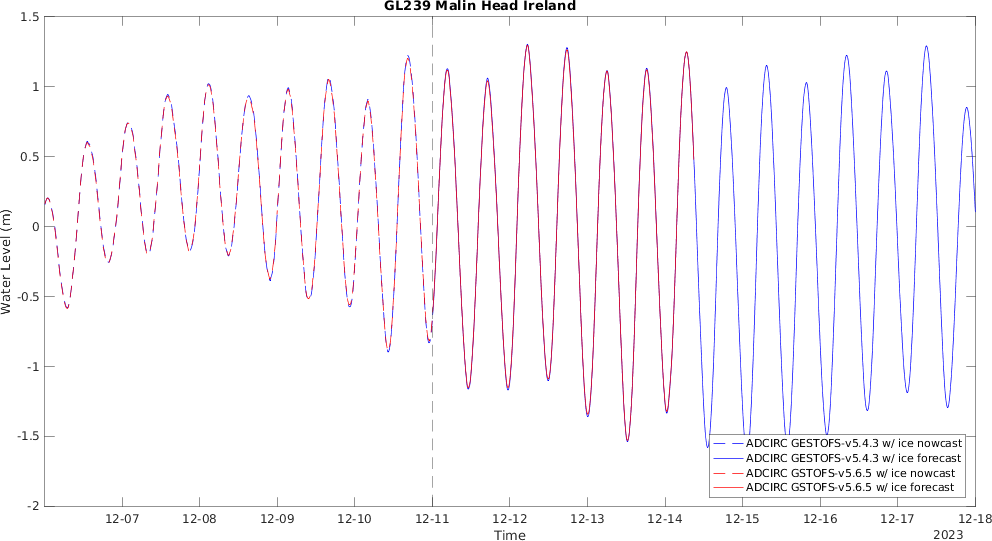 GL239 Malin Head Ireland
1.5
1
0.5
0
-0.5
-1
-1.5
-2
Water Level (m)
ADCIRC GESTOFS-v5.4.3 w/ ice nowcast
ADCIRC GESTOFS-v5.4.3 w/ ice forecast
ADCIRC GSTOFS-v5.6.5 w/ ice nowcast
ADCIRC GSTOFS-v5.6.5 w/ ice forecast
12-07 12-08 12-09 12-10 12-11 12-12 12-13 12-14 12-15 12-16 12-17 12-18
Time
2023